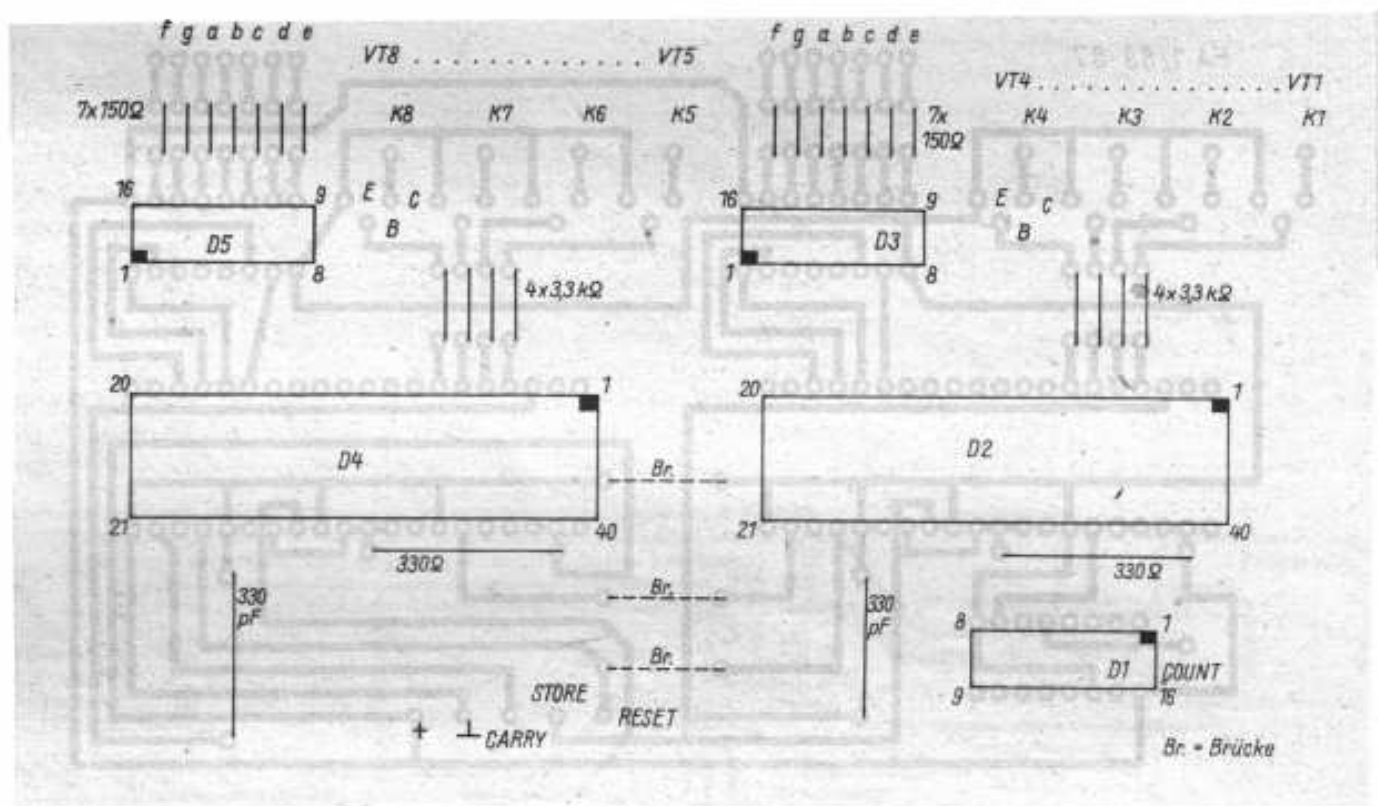 f g a b c d e
f g a b c d e
VT8 . . . . . . . . . . . . . VT5
VT4 . . . . . . . . . . . . . . . VT1
7x150Ω
K8 K7 K6 K5
7x
150Ω
K4 K3 K2 K1
16 9
E C
B
D5
1 8
16 9
E C
B
D3
1 8
4x3,3kΩ
4x3,3kΩ
20 1
D4
21 40
20 1
D2
21 40
Br.
330Ω
330Ω
330
pF
Br.
330
pF
8 1
D1 COUNT
9 16
Br.
STORE
RESET
+ ⊥ CARRY
Br. = Brücke